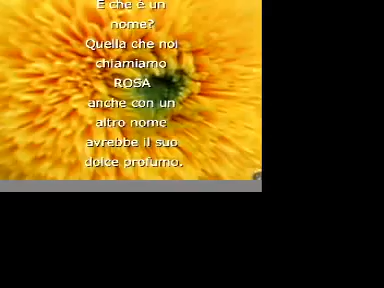 E che è un
nome?
Quella che noi
chiamiamo
ROSA
anche con un
altro nome
avrebbe il suo
dolce profumo.